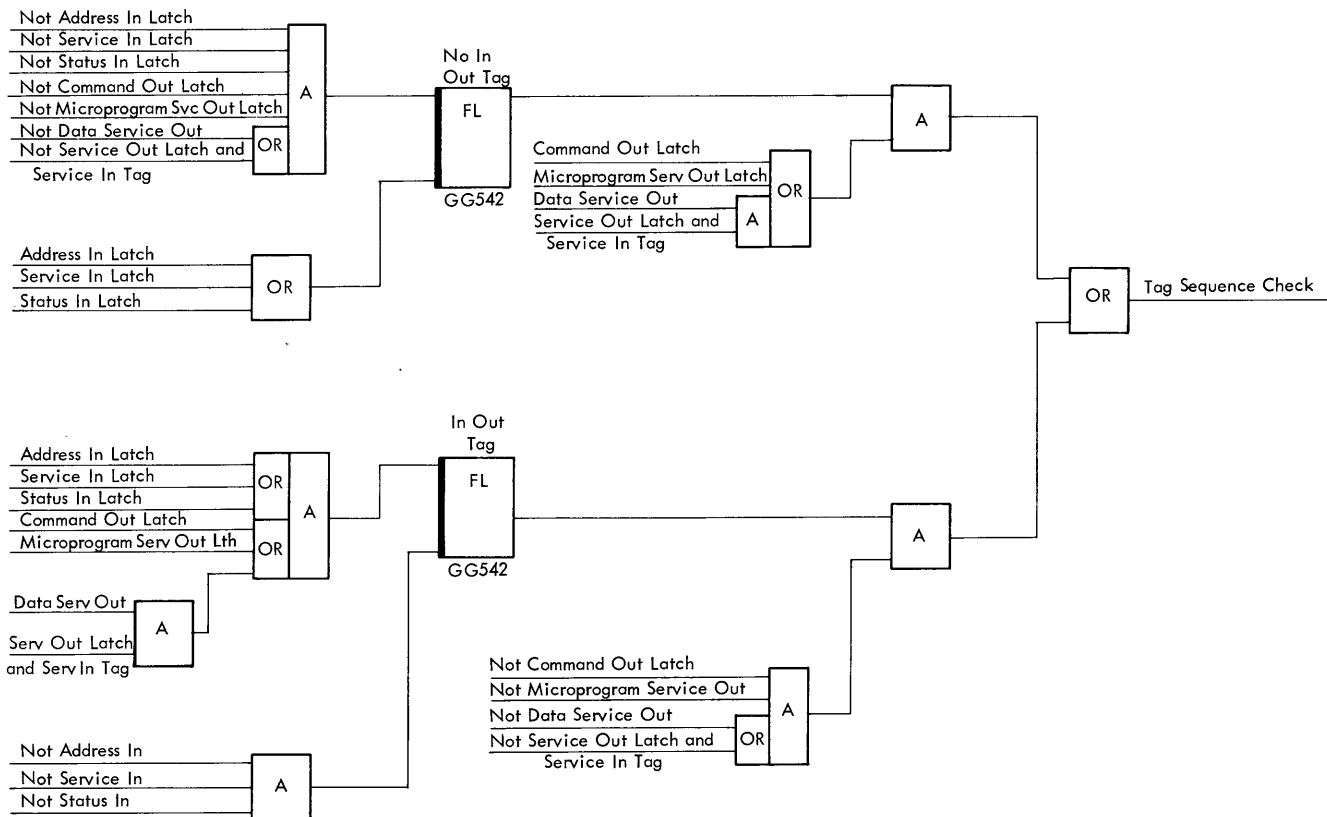 Not Address In Latch
Not Service In Latch
Not Status In Latch
Not Command Out Latch
Not Microprogram Svc Out Latch
Not Data Service Out
Not Service Out Latch and
Service In Tag
A
OR
No In
Out Tag
FL
GG542
Address In Latch
Service In Latch
Status In Latch
OR
Command Out Latch
Microprogram Serv Out Latch
Data Service Out
Service Out Latch and
Service In Tag
A
OR
A
OR
Tag Sequence Check
Address In Latch
Service In Latch
Status In Latch
Command Out Latch
Microprogram Serv Out Lth
OR
OR
A
Data Serv Out
Serv Out Latch
and Serv In Tag
A
In Out
Tag
FL
GG542
Not Address In
Not Service In
Not Status In
A
Not Command Out Latch
Not Microprogram Service Out
Not Data Service Out
Not Service Out Latch and
Service In Tag
OR
A
A